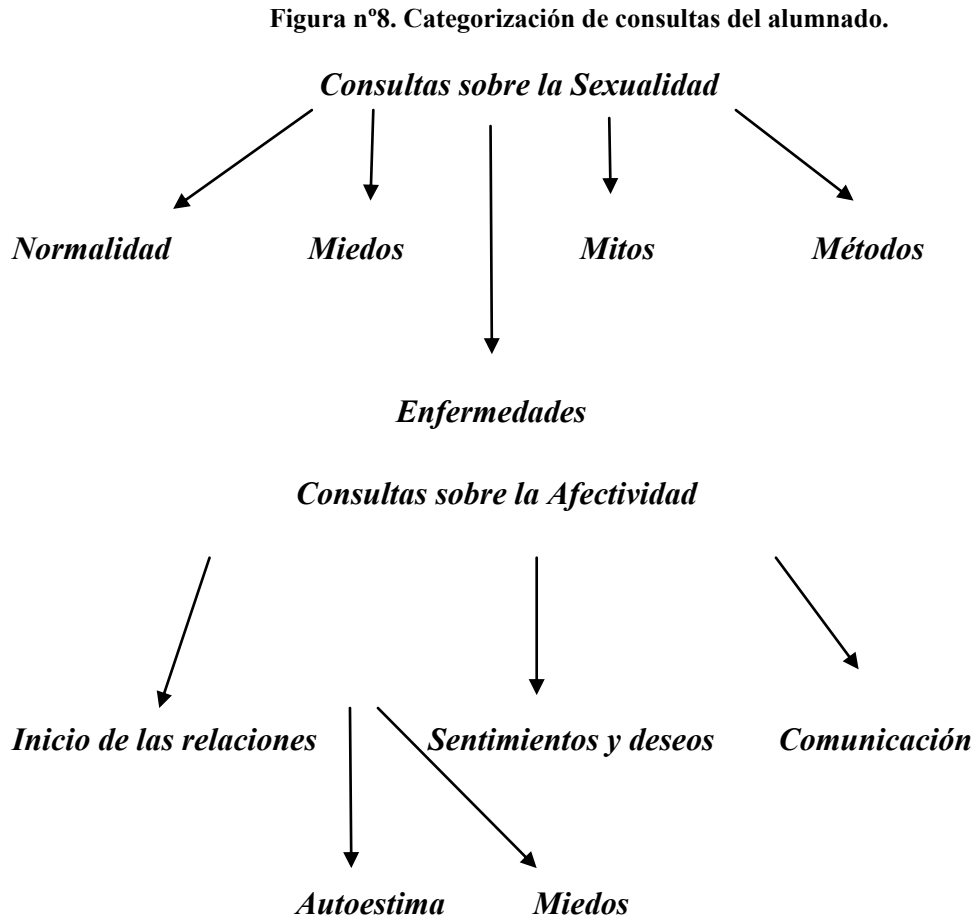 Figura nº8. Categorización de consultas del alumnado.
Consultas sobre la Sexualidad
Normalidad Miedos Mitos Métodos
Enfermedades
Consultas sobre la Afectividad
Inicio de las relaciones Sentimientos y deseos Comunicación
Autoestima Miedos